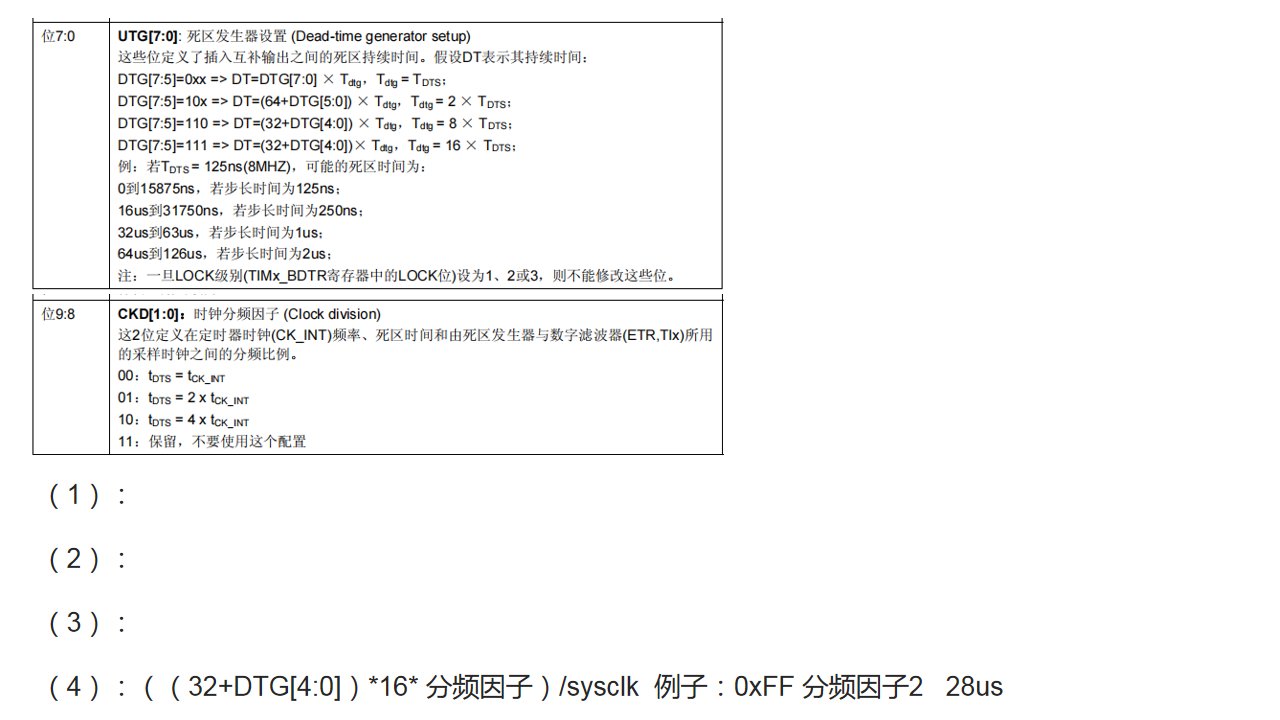 位7:0
UTG[7:0]: 死区发生器设置 (Dead-time generator setup)
这些位定义了插入互补输出之间的死区持续时间。假设DT表示其持续时间：
DTG[7:5]=0xx => DT=DTG[7:0] × Tdtg，Tdtg = TDTS；
DTG[7:5]=10x => DT=(64+DTG[5:0]) × Tdtg，Tdtg = 2 × TDTS；
DTG[7:5]=110 => DT=(32+DTG[4:0]) × Tdtg，Tdtg = 8 × TDTS；
DTG[7:5]=111 => DT=(32+DTG[4:0])× Tdtg，Tdtg = 16 × TDTS；
例：若TDTS = 125ns(8MHZ)，可能的死区时间为：
0到15875ns，若步长时间为125ns；
16us到31750ns，若步长时间为250ns；
32us到63us，若步长时间为1us；
64us到126us，若步长时间为2us；
注：一旦LOCK级别(TIMx_BDTR寄存器中的LOCK位)设为1、2或3，则不能修改这些位。
位9:8
CKD[1:0]：时钟分频因子 (Clock division)
这2位定义在定时器时钟(CK_INT)频率、死区时间和由死区发生器与数字滤波器(ETR,TIx)所用
的采样时钟之间的分频比例。
00：tDTS = tCK_INT
01：tDTS = 2 x tCK_INT
10：tDTS = 4 x tCK_INT
11：保留，不要使用这个配置
（1）：
（2）：
（3）：
（4）：（（32+DTG[4:0]）*16* 分频因子）/sysclk 例子：0xFF 分频因子2 28us